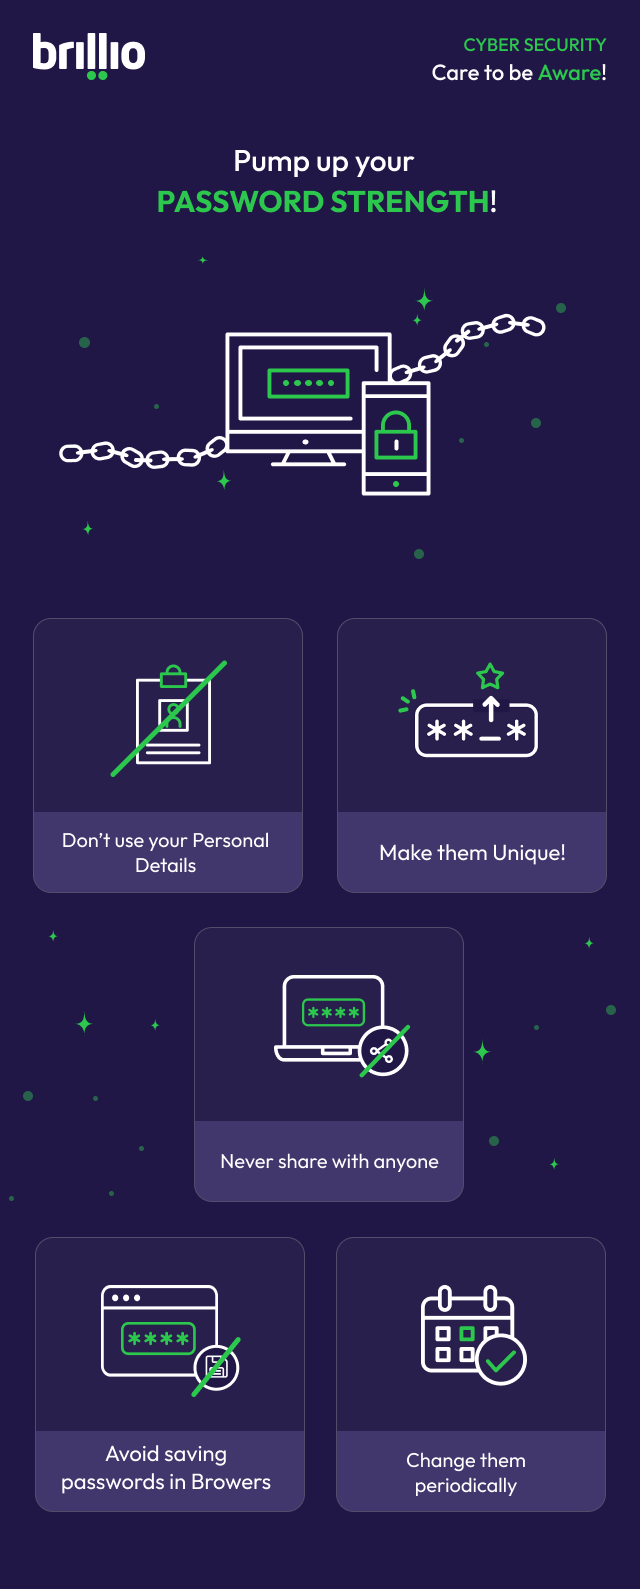 brillio
CYBER SECURITY
Care to be Aware!
Pump up your
PASSWORD STRENGTH!
Don't use your Personal
Details
Make them Unique!
Never share with anyone
Avoid saving
passwords in Browers
Change them
periodically